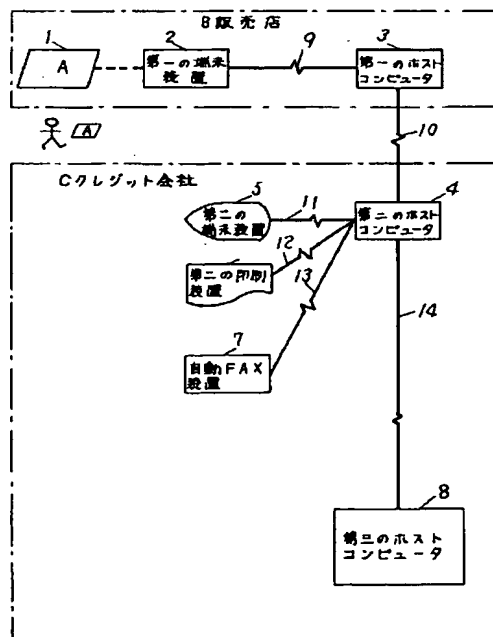 B販売店
1
2
3
A
第一の端末
装置
9
第一のホスト
コンピュータ
10
A
Cクレジット会社
5
第二の
端末装置
11
4
第二のホスト
コンピュータ
12
第二の印刷
装置
13
14
7
自動FAX
装置
8
第三のホスト
コンピュータ